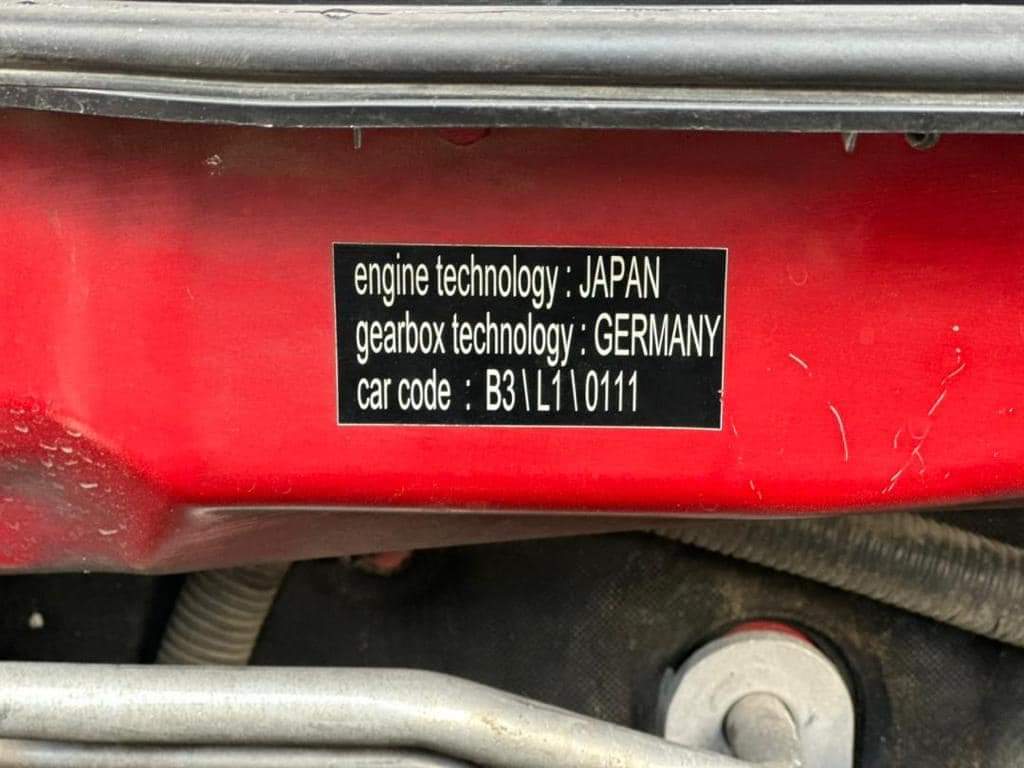 engine technology : JAPAN
gearbox technology : GERMANY
car code : B3\L1\0111